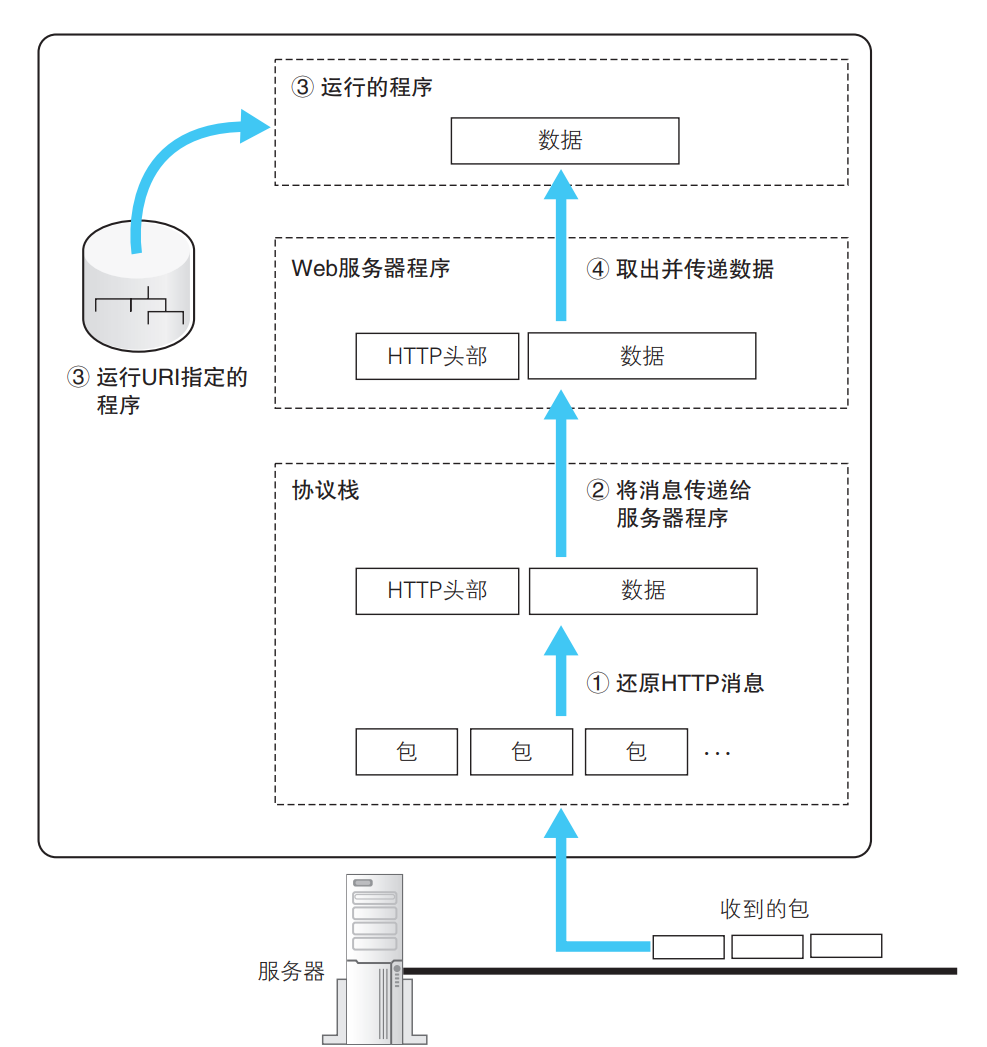 ③ 运行的程序
数据
Web服务器程序
④ 取出并传递数据
HTTP头部
数据
③ 运行URI指定的
程序
协议栈
② 将消息传递给
服务器程序
HTTP头部
数据
① 还原HTTP消息
包
包
包
···
收到的包
服务器